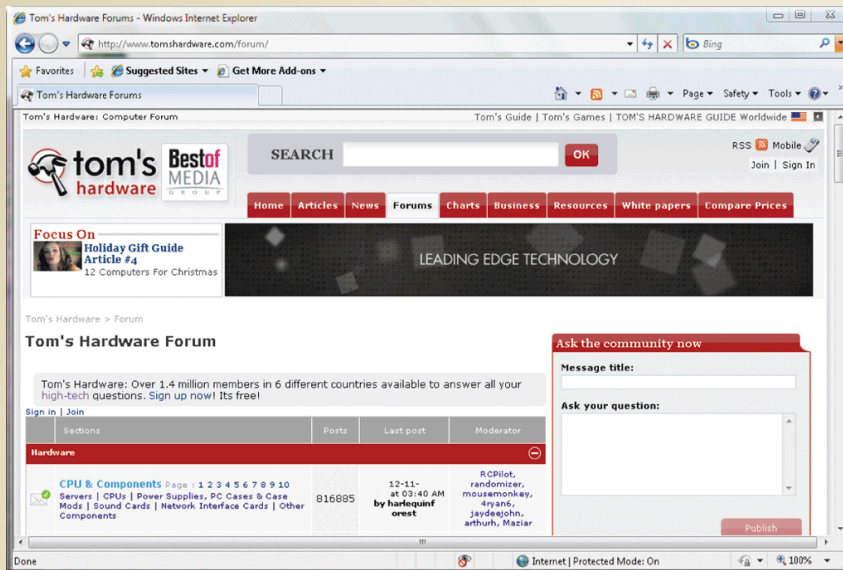 Tom's Hardware Forums - Windows Internet Explorer
http://www.tomshardware.com/forum/
Bing
Favorites
Suggested Sites
Get More Add-ons
Tom's Hardware Forums
Page
Safety
Tools
Tom's Hardware: Computer Forum
Tom's Guide | Tom's Games | TOM'S HARDWARE GUIDE Worldwide
tom's
hardware
Bestof
MEDIA
GROUP
SEARCH
OK
RSS
Mobile
Join | Sign In
Home
Articles
News
Forums
Charts
Business
Resources
White papers
Compare Prices
Focus On
Holiday Gift Guide
Article #4
12 Computers For Christmas
LEADING EDGE TECHNOLOGY
Tom's Hardware > Forum
Tom's Hardware Forum
Tom's Hardware: Over 1.4 million members in 6 different countries available to answer all your
high-tech questions. Sign up now! Its free!
Sign in | Join
Sections
Posts
Last post
Moderator
Hardware
CPU & Components Page : 1 2 3 4 5 6 7 8 9 10
Servers | CPUs | Power Supplies, PC Cases & Case
Mods | Sound Cards | Network Interface Cards | Other
Components
816885
12-11-
at 03:40 AM
by harlequinf
orest
RCPilot,
randomizer,
mousemonkey,
4ryan6,
jaydeejohn,
arthurh, Maziar
Ask the community now
Message title:
Ask your question:
Publish
Done
Internet | Protected Mode: On
100%